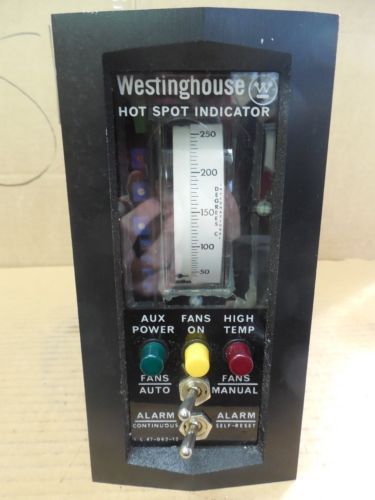 Westinghouse W
HOT SPOT INDICATOR
250
200
DEGREES C.
150
100
50
AUX POWER
FANS ON
HIGH TEMP
FANS AUTO
FANS MANUAL
ALARM CONTINUOUS
ALARM SELF-RESET